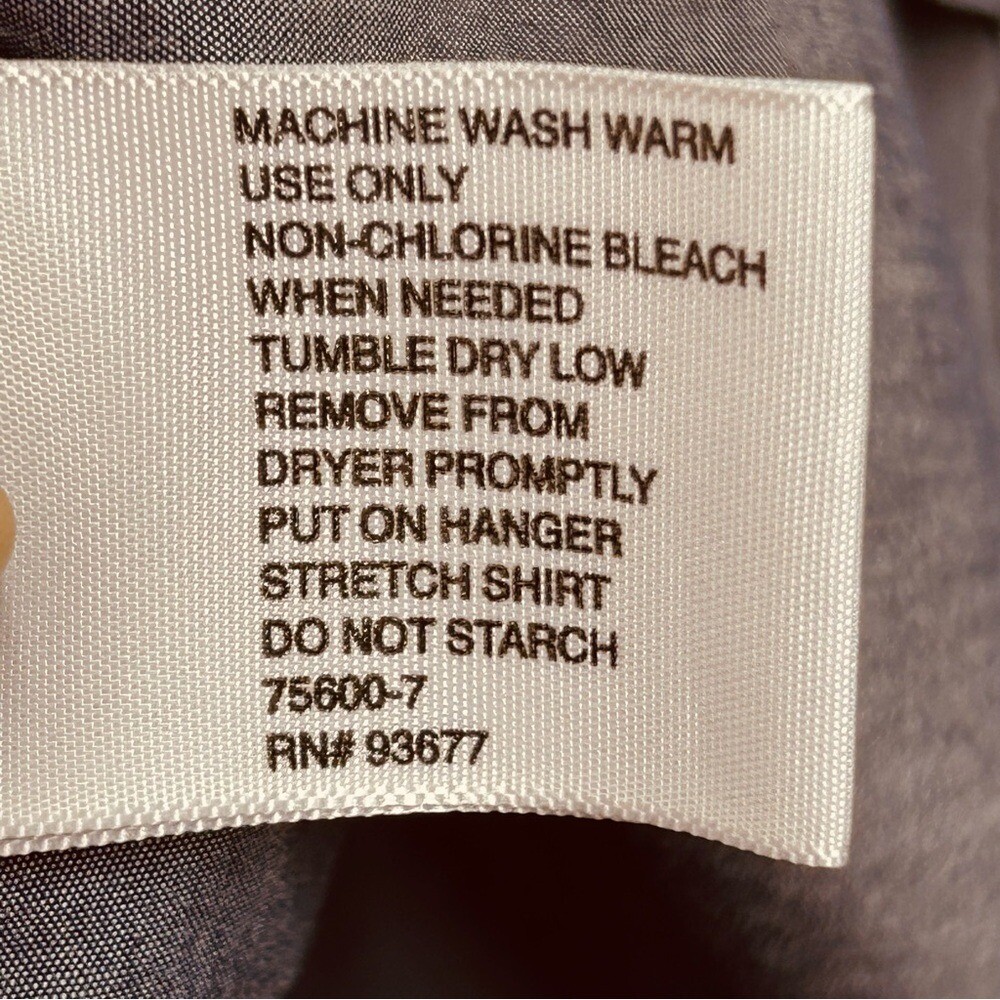 MACHINE WASH WARM
USE ONLY
NON-CHLORINE BLEACH
WHEN NEEDED
TUMBLE DRY LOW
REMOVE FROM
DRYER PROMPTLY
PUT ON HANGER
STRETCH SHIRT
DO NOT STARCH
75600-7
RN# 93677